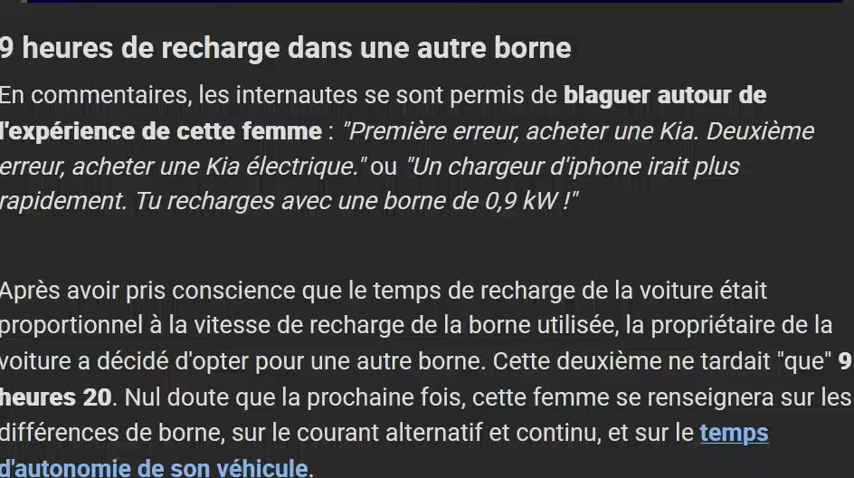 9 heures de recharge dans une autre borne
En commentaires, les internautes se sont permis de blaguer autour de
l'expérience de cette femme : "Première erreur, acheter une Kia. Deuxième
erreur, acheter une Kia électrique." ou "Un chargeur d'iphone irait plus
rapidement. Tu recharges avec une borne de 0,9 kW !"
Après avoir pris conscience que le temps de recharge de la voiture était
proportionnel à la vitesse de recharge de la borne utilisée, la propriétaire de la
voiture a décidé d'opter pour une autre borne. Cette deuxième ne tardait "que" 9
heures 20. Nul doute que la prochaine fois, cette femme se renseignera sur les
différences de borne, sur le courant alternatif et continu, et sur le temps
d'autonomie de son véhicule.